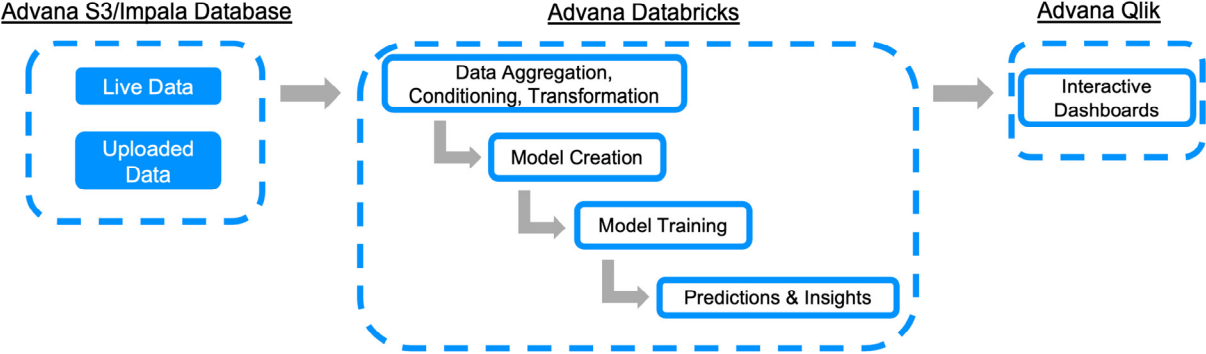 Advana S3/Impala Database
Live Data
Uploaded
Data
Advana Databricks
Data Aggregation,
Conditioning, Transformation
Model Creation
Model Training
Predictions & Insights
Advana Qlik
Interactive
Dashboards